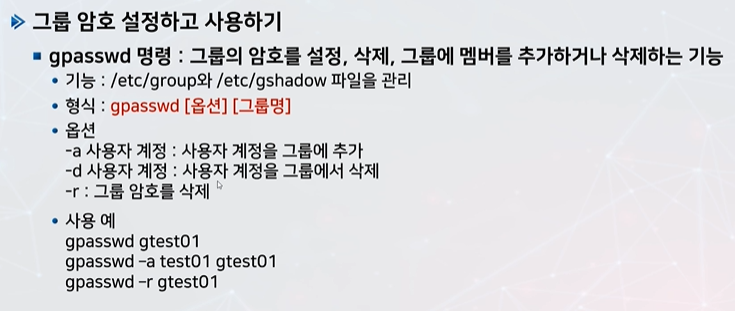 그룹 암호 설정하고 사용하기
▪ gpasswd 명령 : 그룹의 암호를 설정, 삭제, 그룹에 멤버를 추가하거나 삭제하는 기능
• 기능 : /etc/group와 /etc/gshadow 파일을 관리
• 형식 : gpasswd [옵션] [그룹명]
• 옵션
-a 사용자 계정 : 사용자 계정을 그룹에 추가
-d 사용자 계정 : 사용자 계정을 그룹에서 삭제
-r : 그룹 암호를 삭제
• 사용 예
gpasswd gtest01
gpasswd –a test01 gtest01
gpasswd –r gtest01